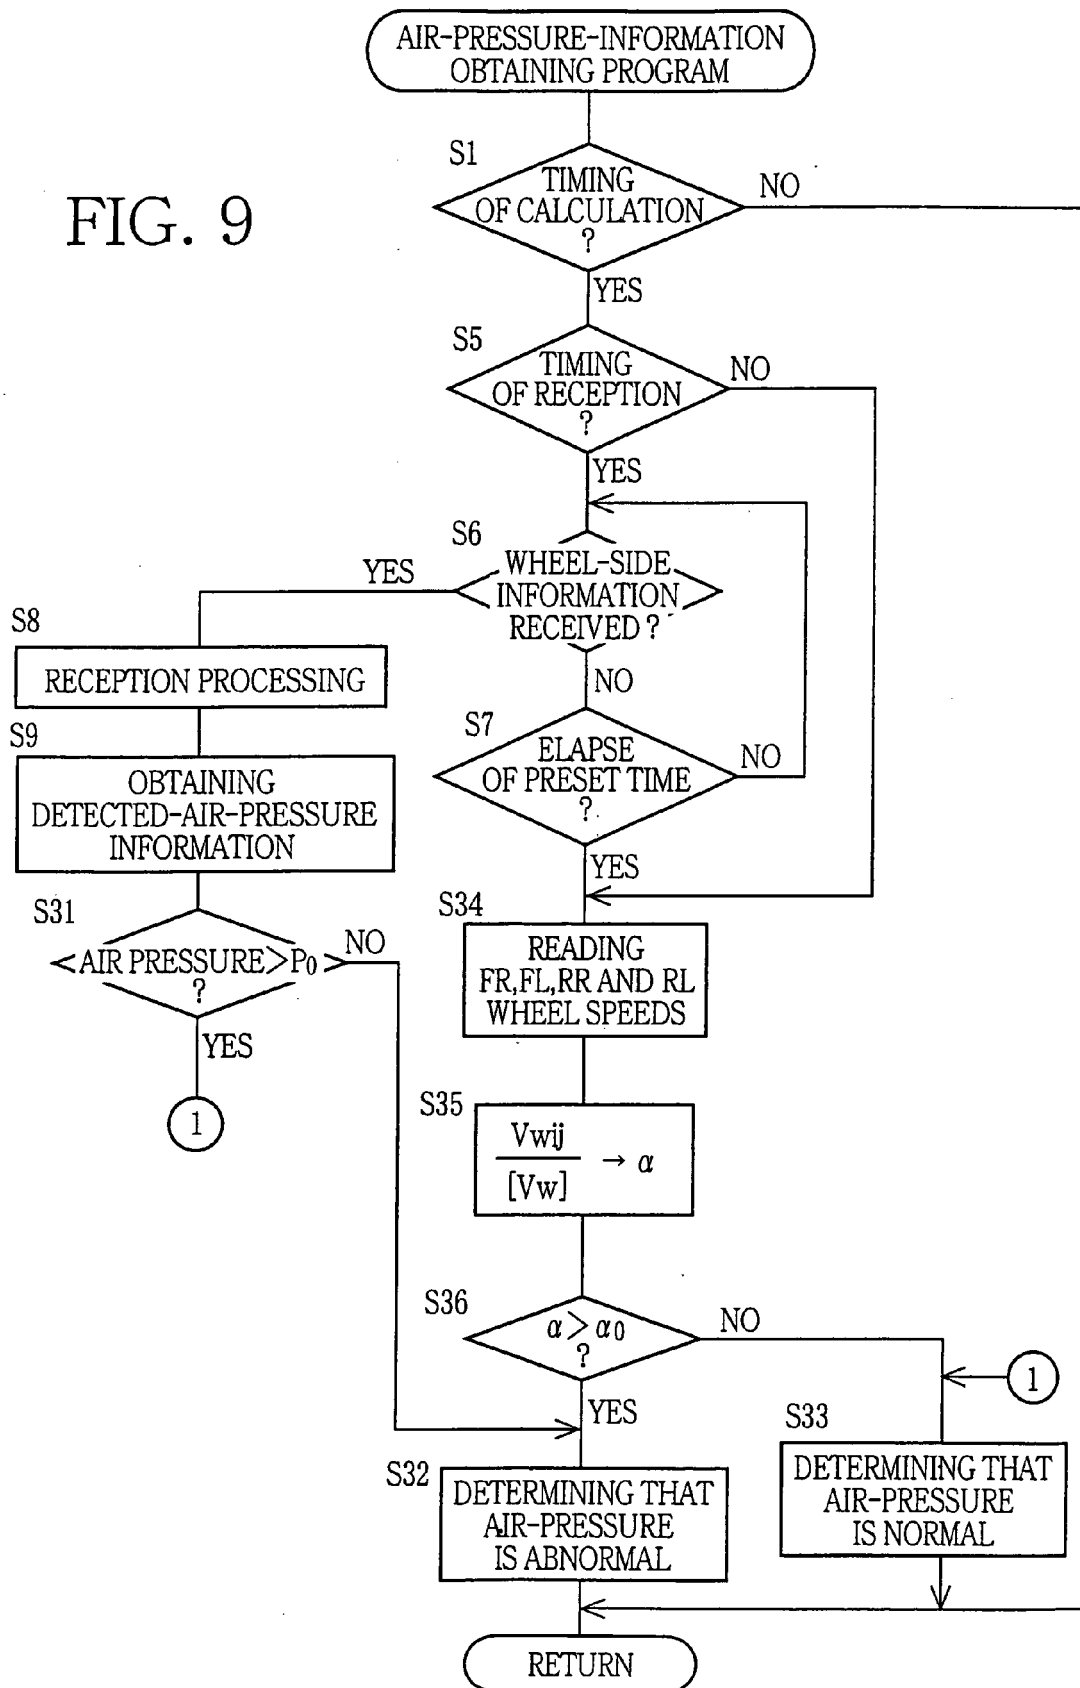 AIR-PRESSURE-INFORMATION
OBTAINING PROGRAM
FIG. 9
S1
TIMING
OF CALCULATION
?
NO
YES
S5
TIMING
OF RECEPTION
?
NO
YES
S6
WHEEL-SIDE
INFORMATION
RECEIVED ?
YES
NO
S8
RECEPTION PROCESSING
S7
ELAPSE
OF PRESET TIME
?
NO
YES
S9
OBTAINING
DETECTED-AIR-PRESSURE
INFORMATION
S31
AIR PRESSURE>P0
?
NO
YES
1
S34
READING
FR,FL,RR AND RL
WHEEL SPEEDS
S35
Vwij
[Vw]
→ α
S36
α > α0
?
NO
YES
1
S32
DETERMINING THAT
AIR-PRESSURE
IS ABNORMAL
S33
DETERMINING THAT
AIR-PRESSURE
IS NORMAL
RETURN